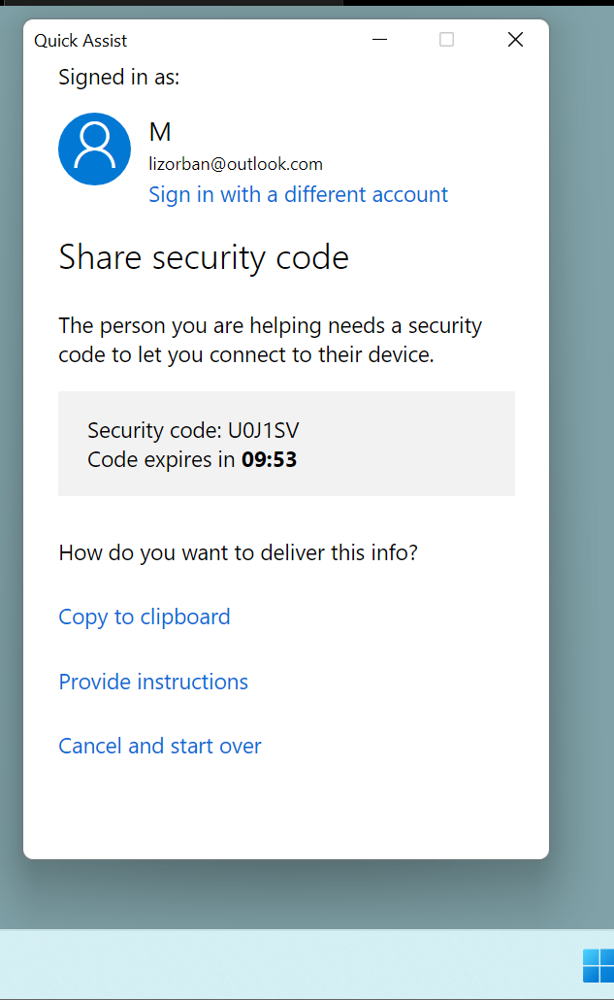 Quick Assist
Signed in as:
M
lizorban@outlook.com
Sign in with a different account
Share security code
The person you are helping needs a security
code to let you connect to their device.
Security code: U0J1SV
Code expires in 09:53
How do you want to deliver this info?
Copy to clipboard
Provide instructions
Cancel and start over